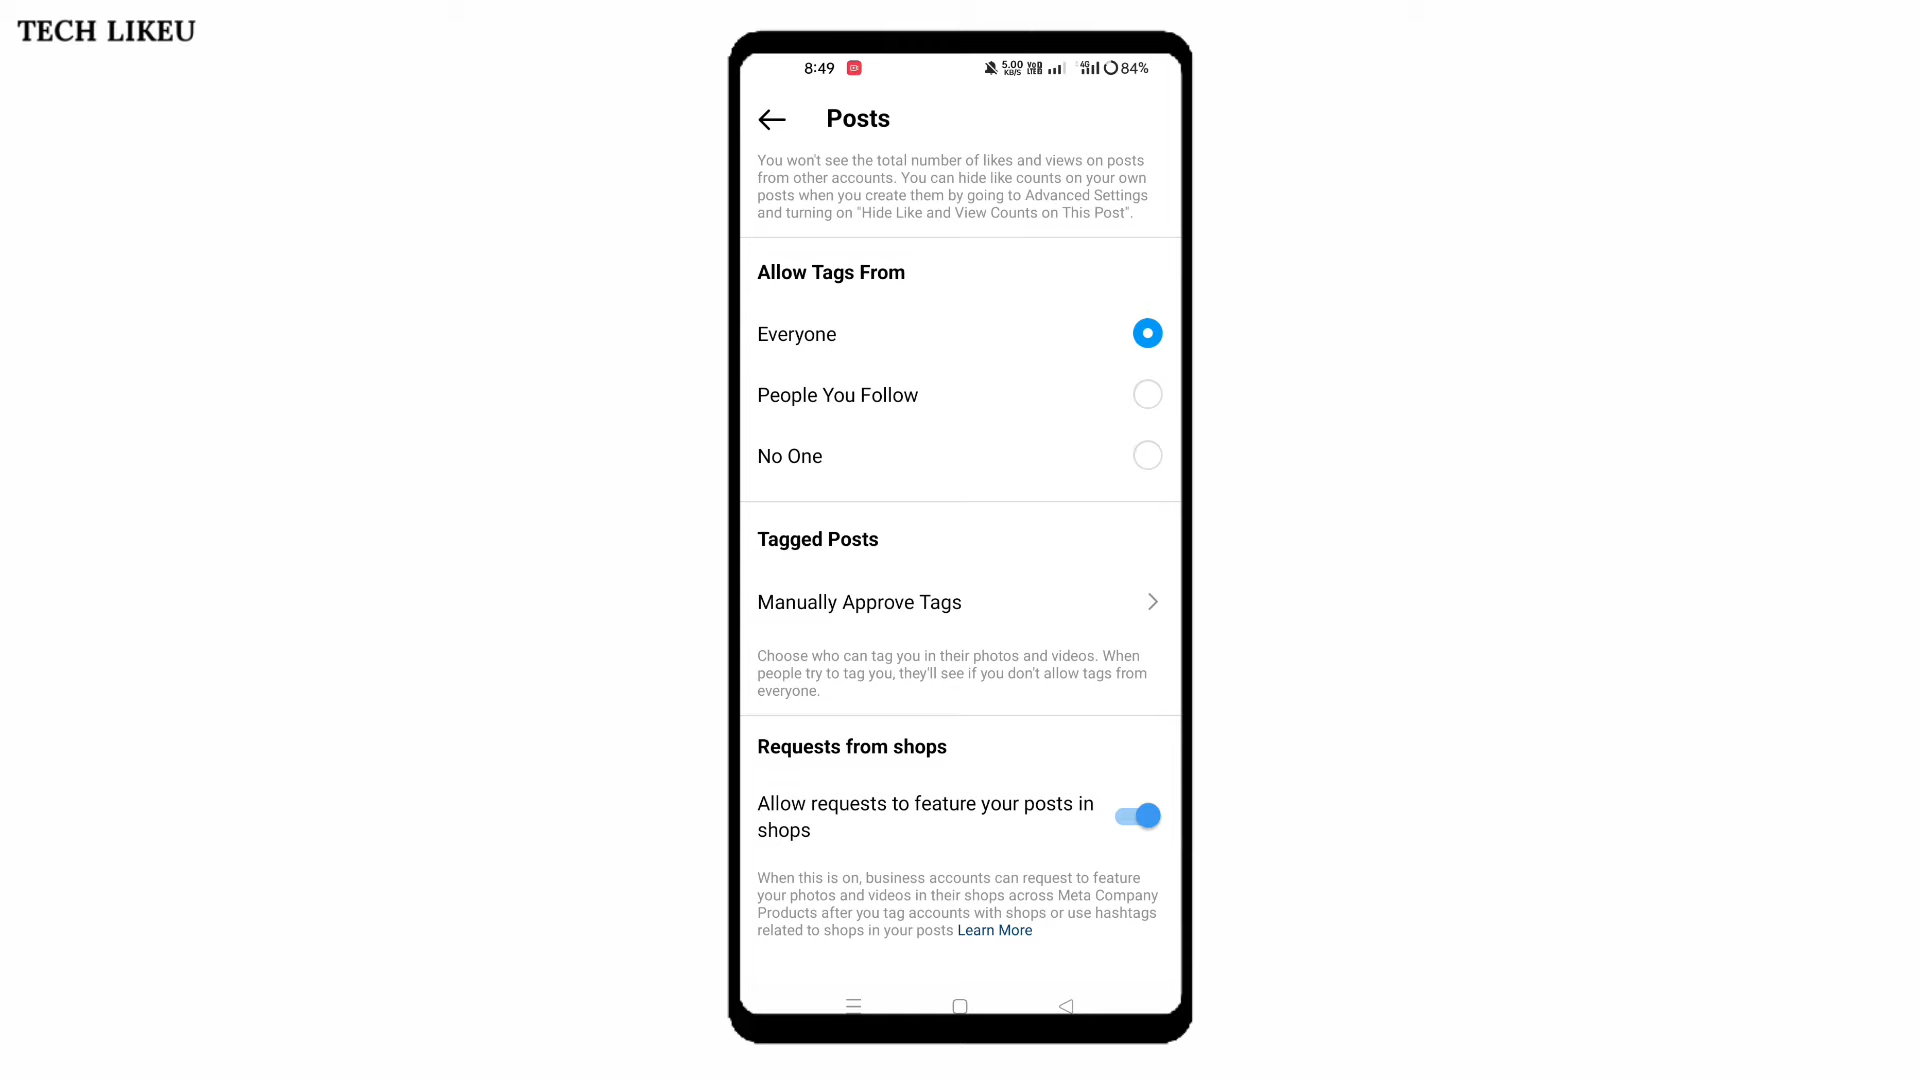 TECH LIKEU
8:49 5.00 KB/S VoD LTE 4G 84%
Posts
You won't see the total number of likes and views on posts
from other accounts. You can hide like counts on your own
posts when you create them by going to Advanced Settings
and turning on "Hide Like and View Counts on This Post".
Allow Tags From
Everyone
People You Follow
No One
Tagged Posts
Manually Approve Tags
Choose who can tag you in their photos and videos. When
people try to tag you, they'll see if you don't allow tags from
everyone.
Requests from shops
Allow requests to feature your posts in
shops
When this is on, business accounts can request to feature
your photos and videos in their shops across Meta Company
Products after you tag accounts with shops or use hashtags
related to shops in your posts Learn More